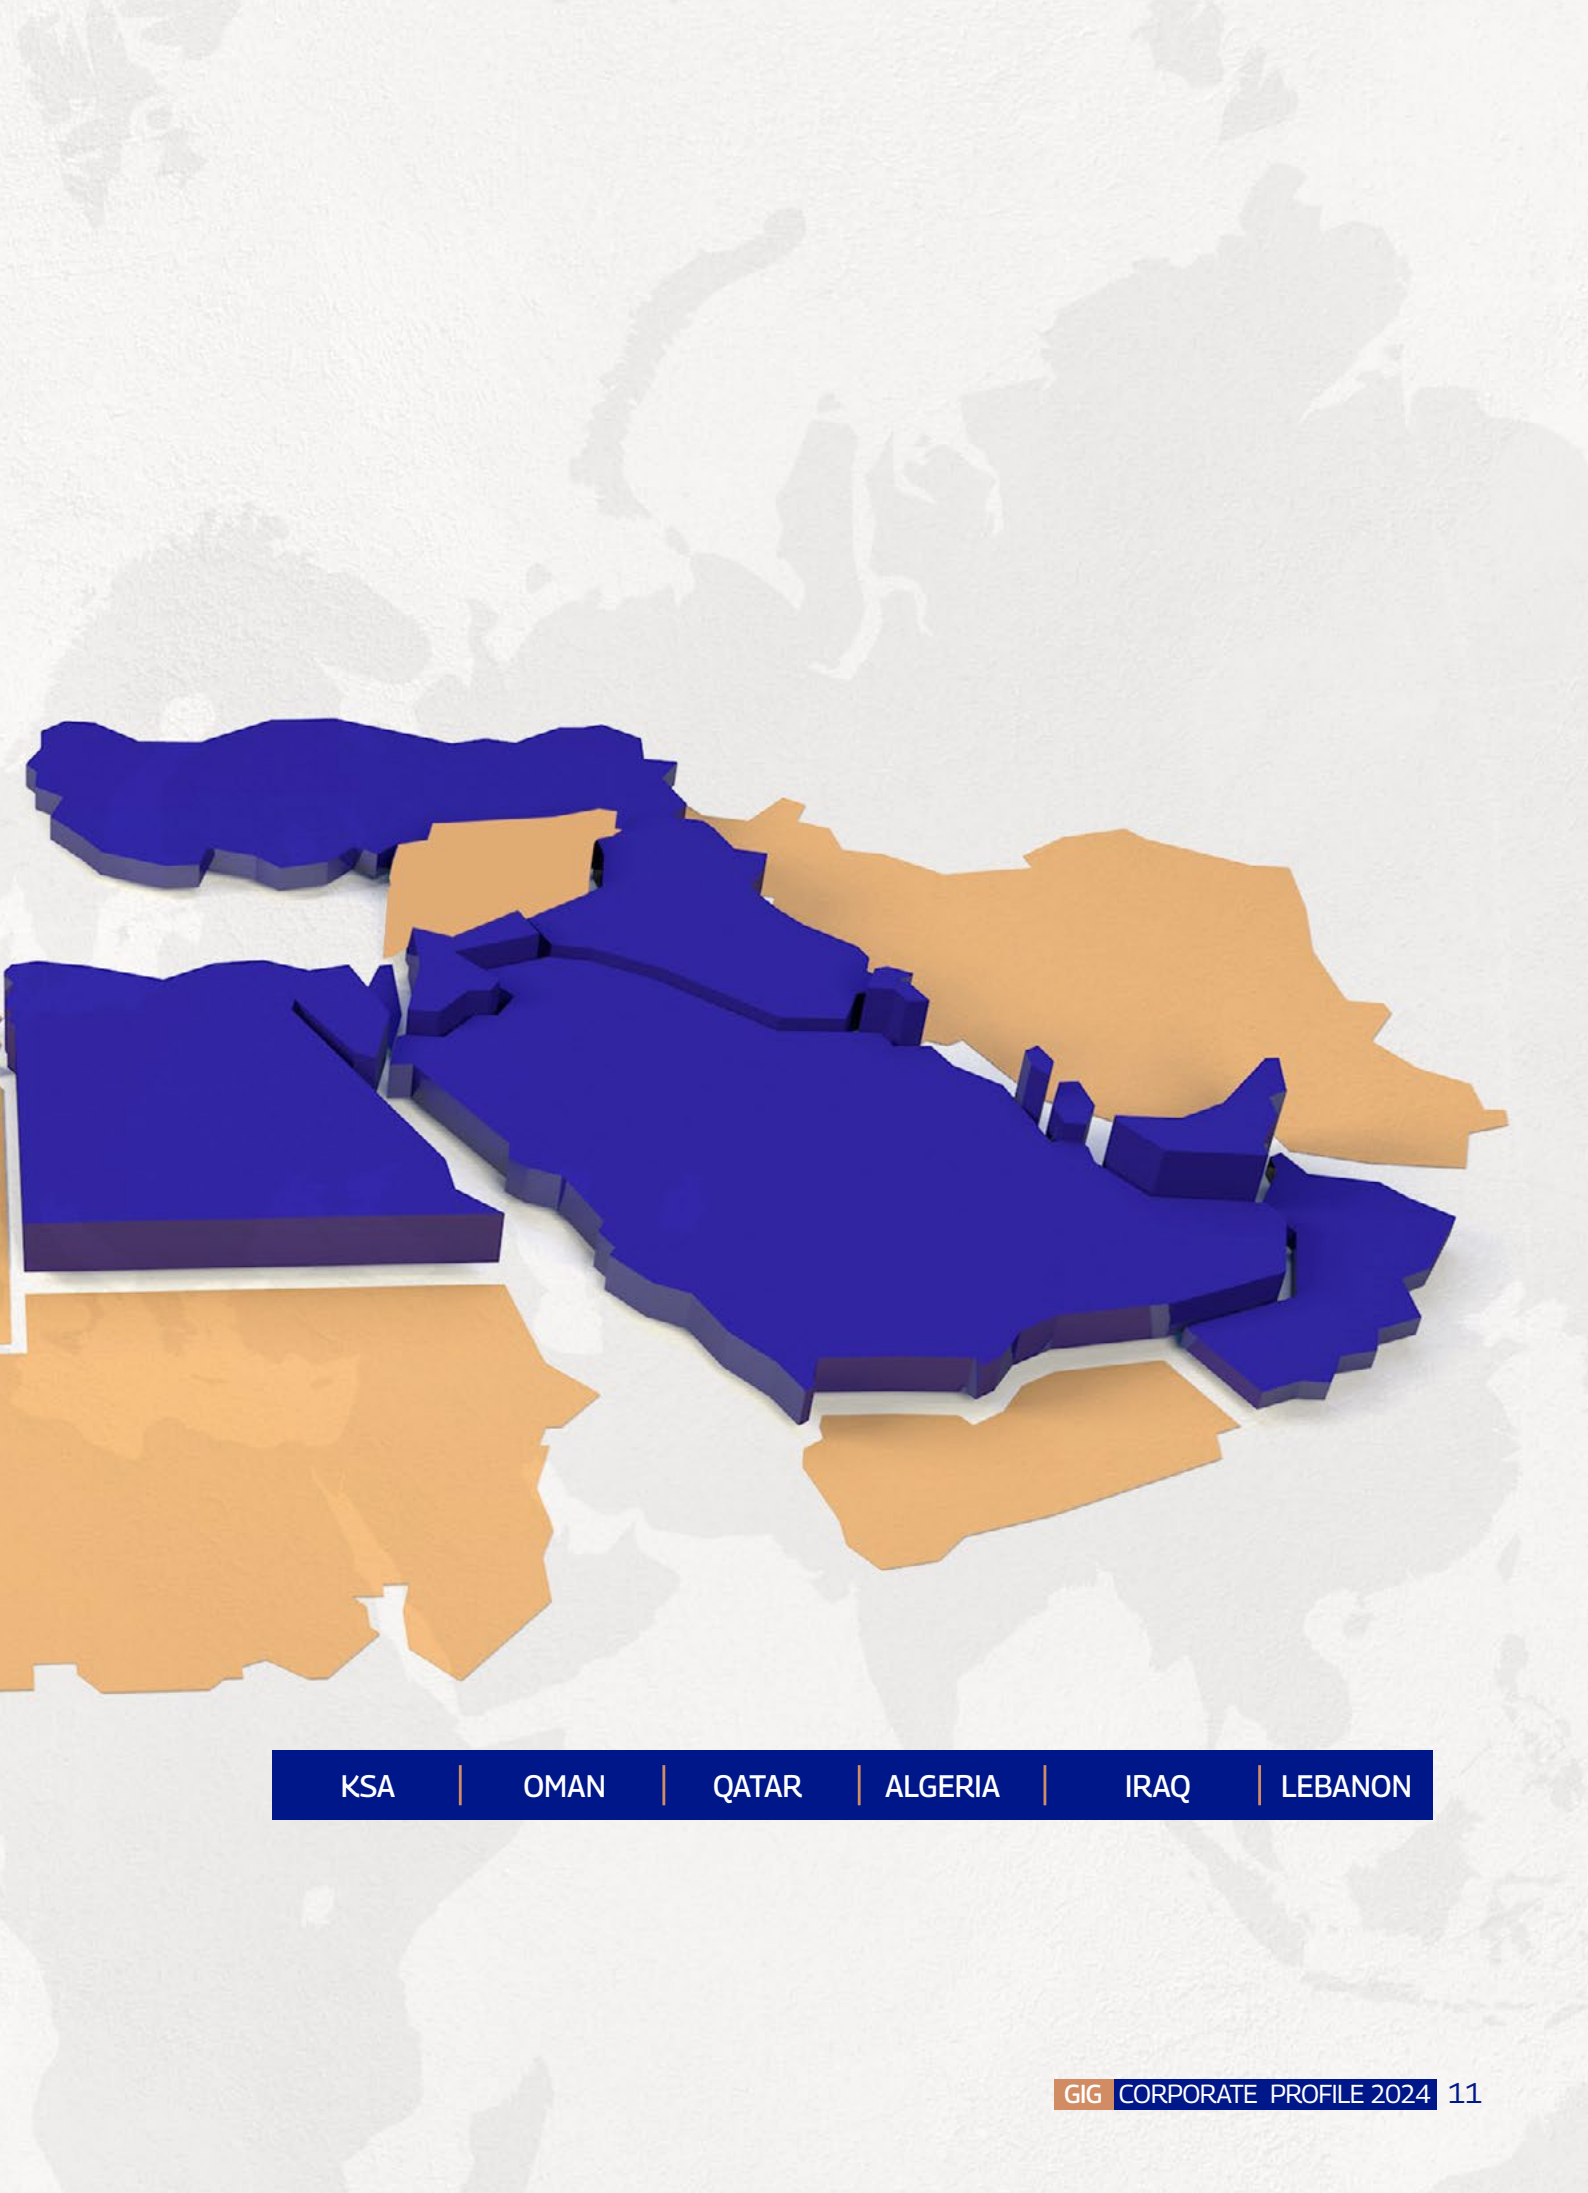 KSA | OMAN | QATAR | ALGERIA | IRAQ | LEBANON
GIG CORPORATE PROFILE 2024 11